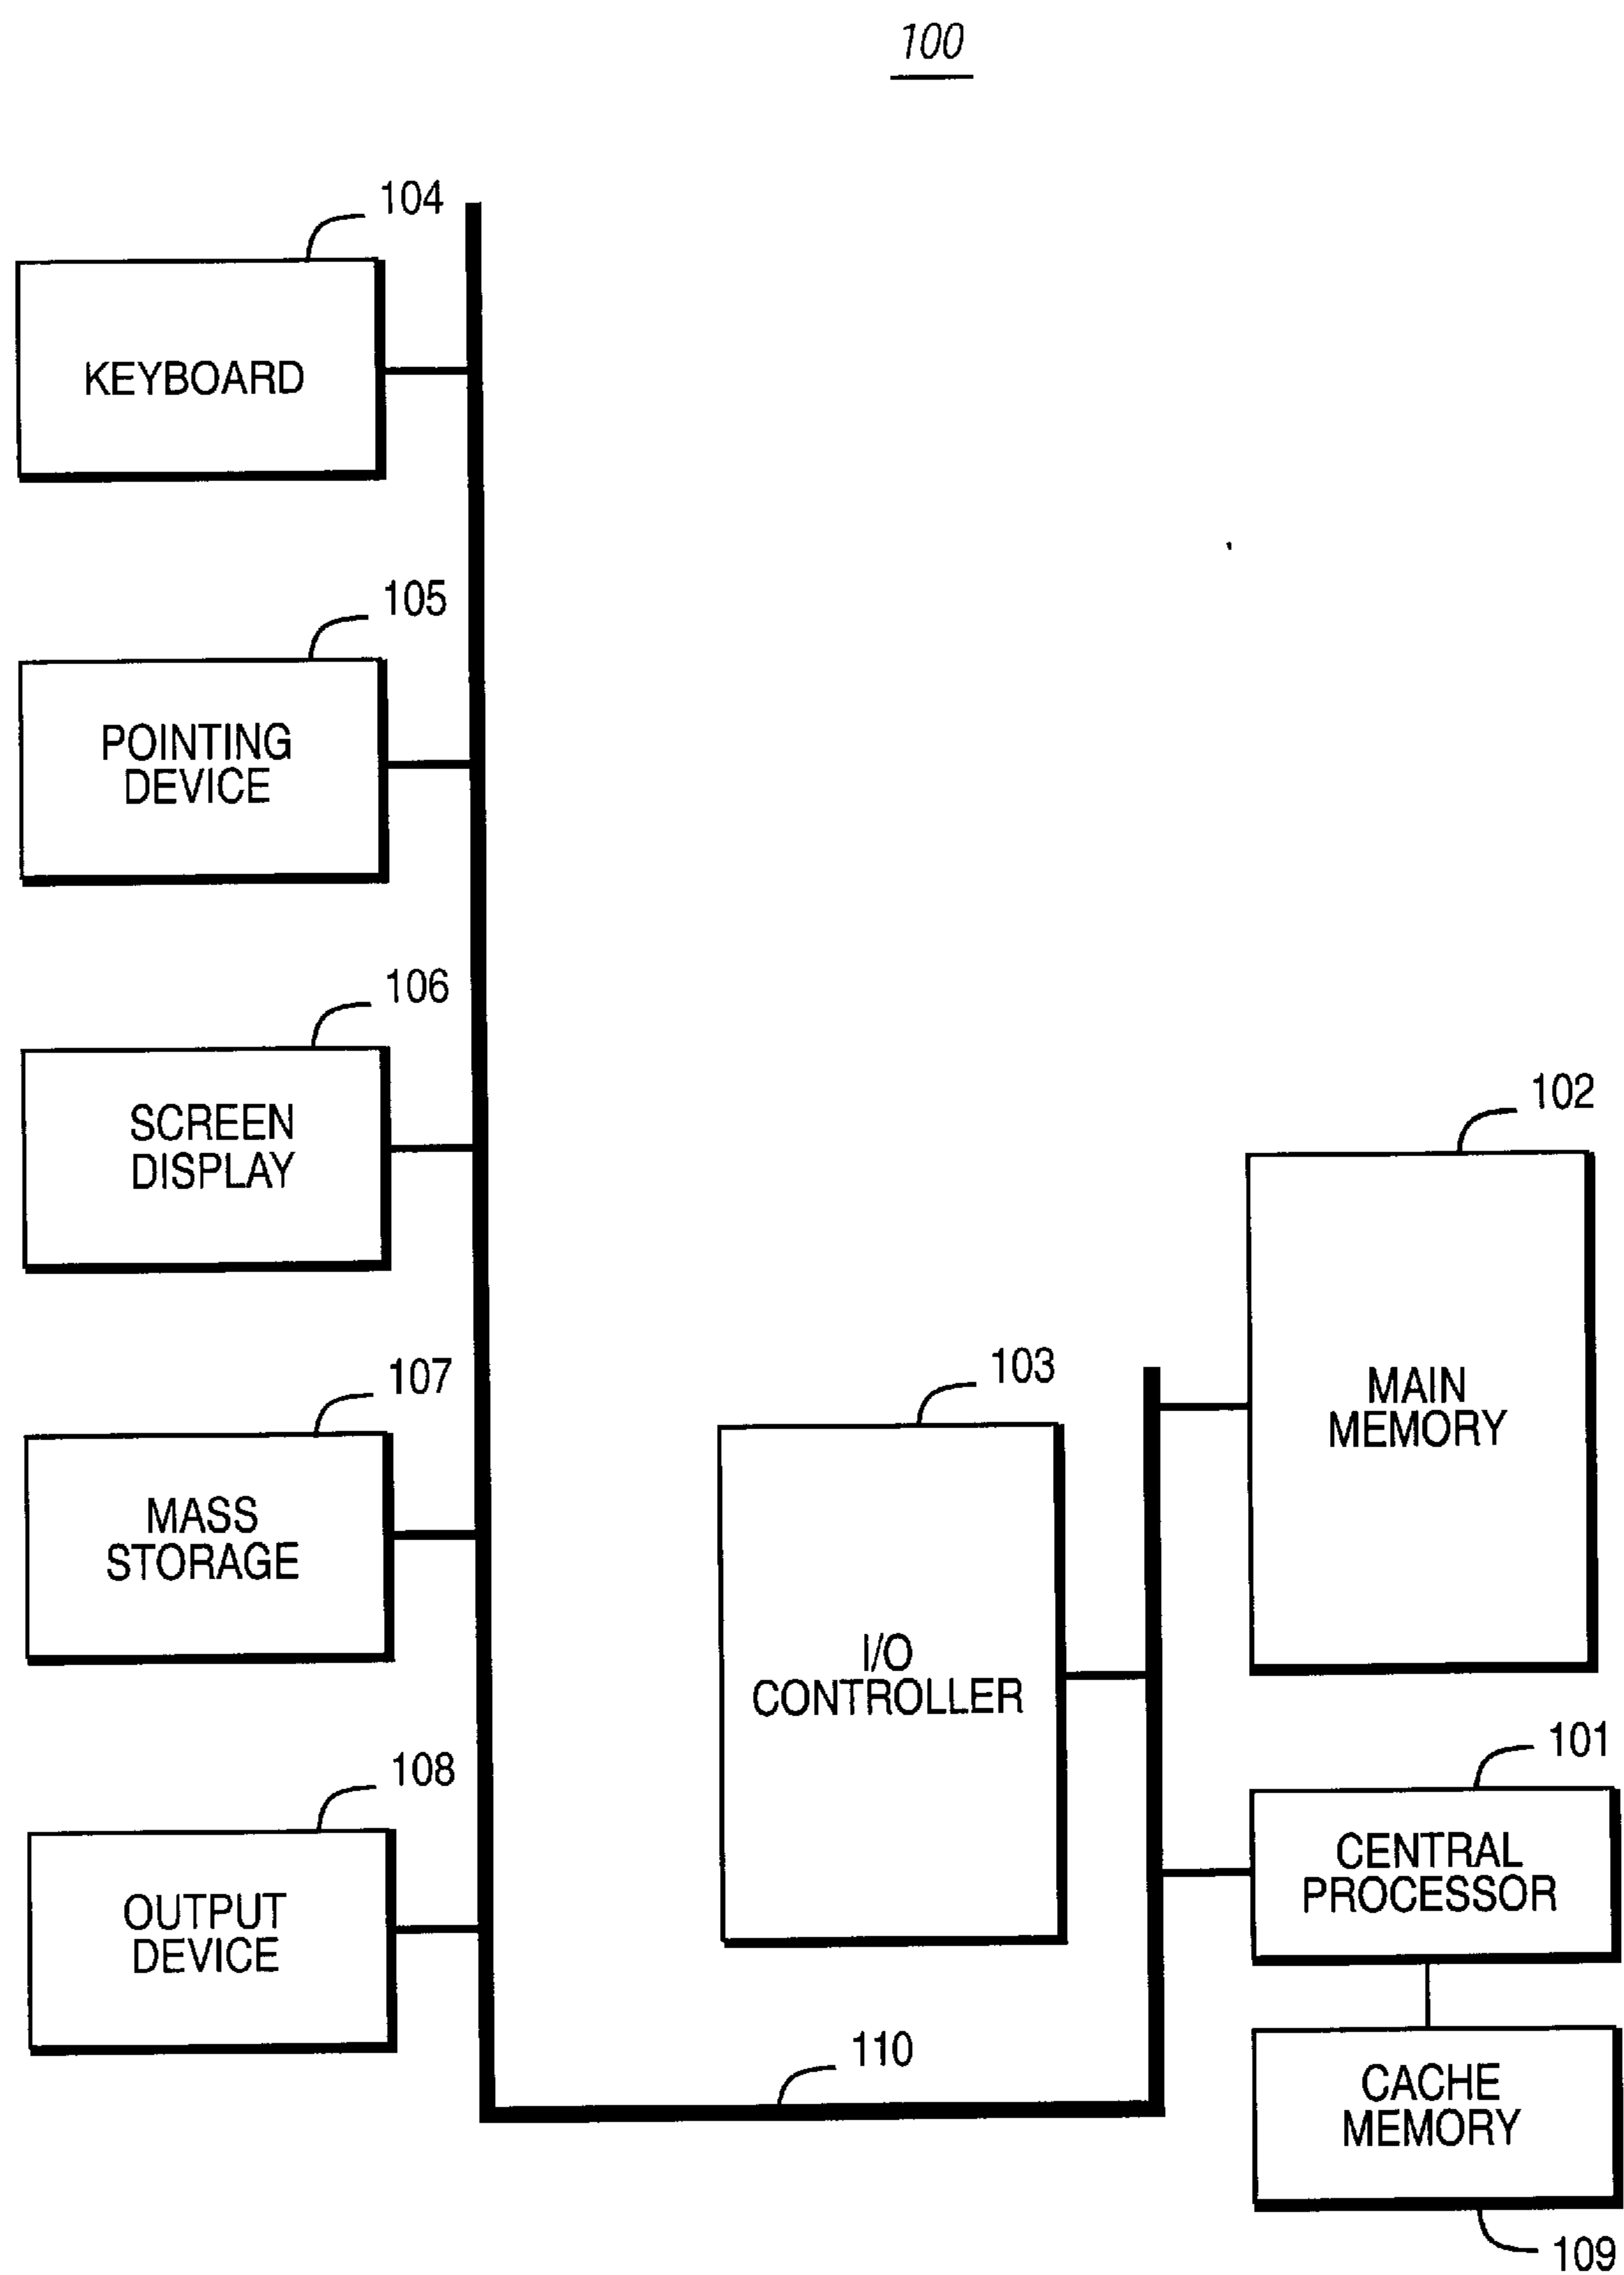 100
104
KEYBOARD
105
POINTING
DEVICE
106
SCREEN
DISPLAY
107
MASS
STORAGE
108
OUTPUT
DEVICE
103
I/O
CONTROLLER
102
MAIN
MEMORY
101
CENTRAL
PROCESSOR
110
CACHE
MEMORY
109